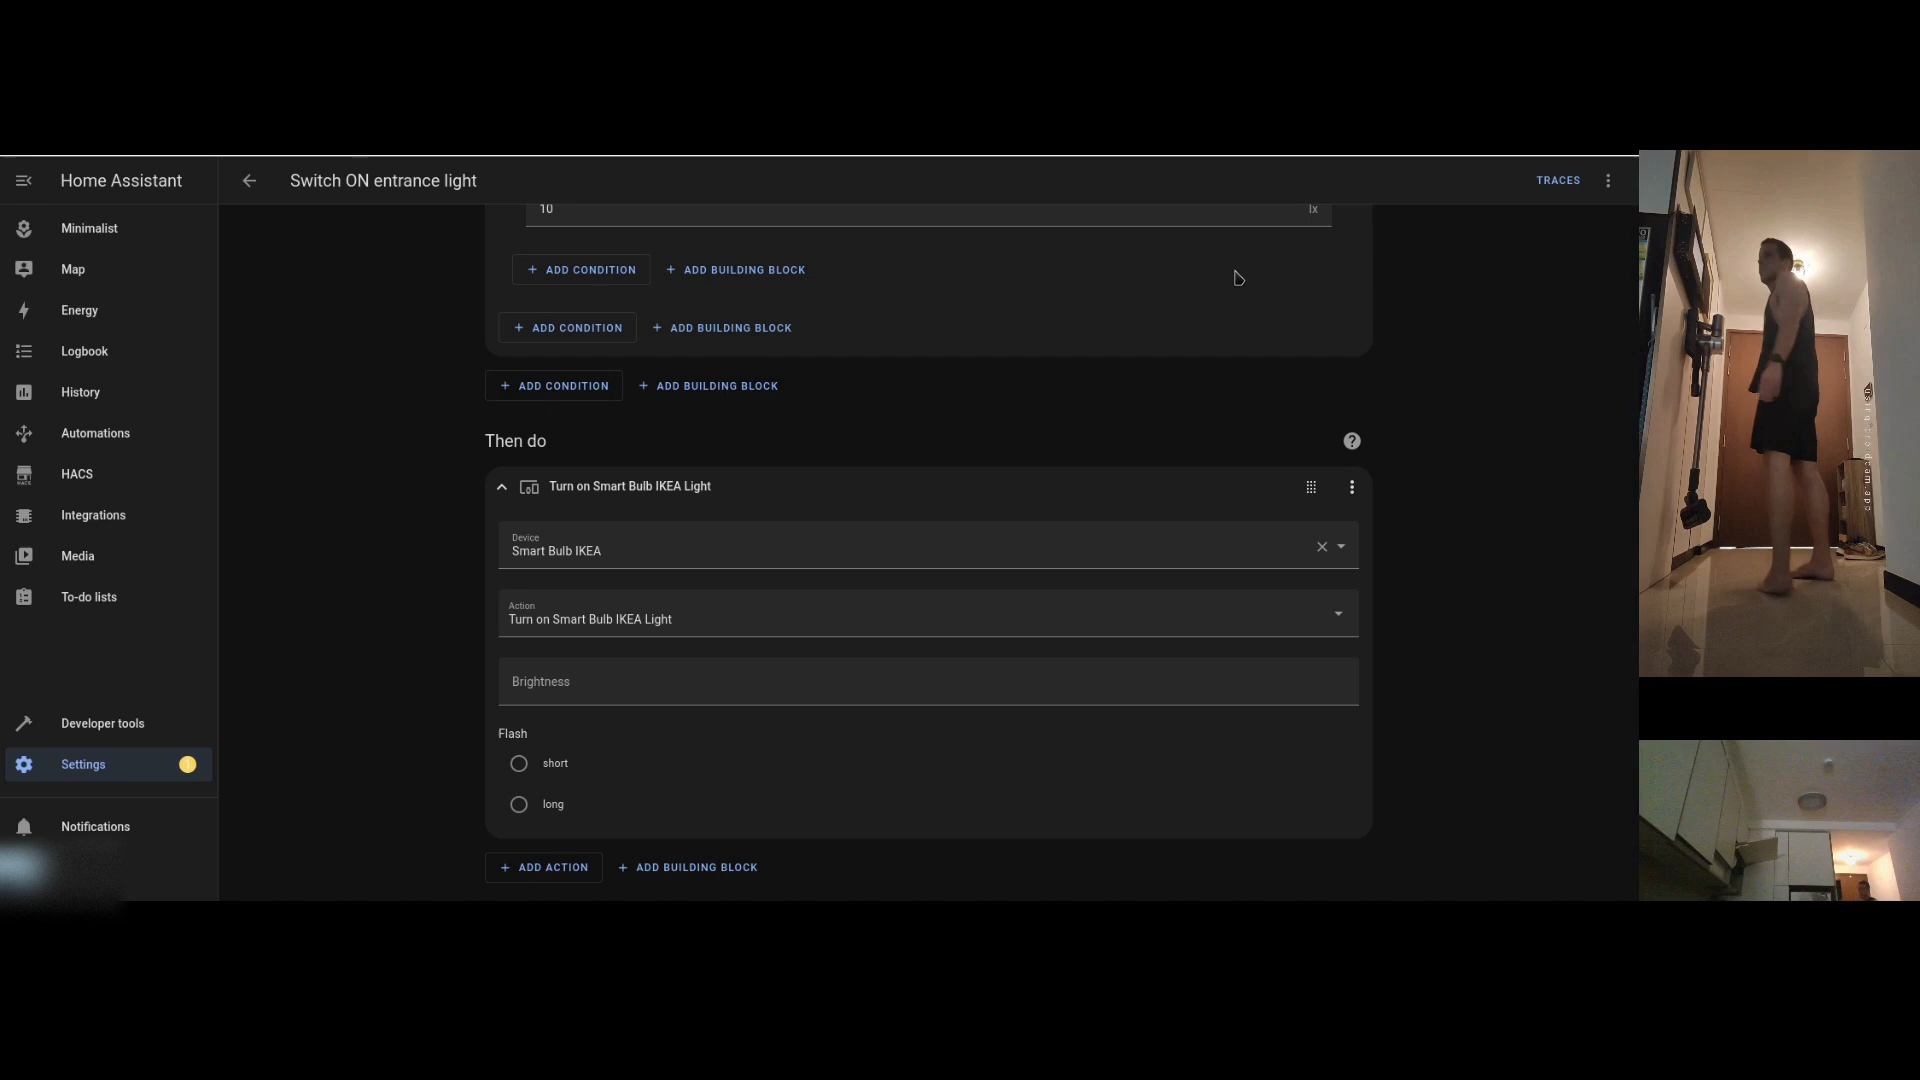 Home Assistant
Switch ON entrance light
TRACES
Minimalist
Map
Energy
Logbook
History
Automations
HACS
Integrations
Media
To-do lists
Developer tools
Settings
Notifications
10
lx
ADD CONDITION
ADD BUILDING BLOCK
ADD CONDITION
ADD BUILDING BLOCK
ADD CONDITION
ADD BUILDING BLOCK
Then do
Turn on Smart Bulb IKEA Light
Device
Smart Bulb IKEA
Action
Turn on Smart Bulb IKEA Light
Brightness
Flash
short
long
ADD ACTION
ADD BUILDING BLOCK